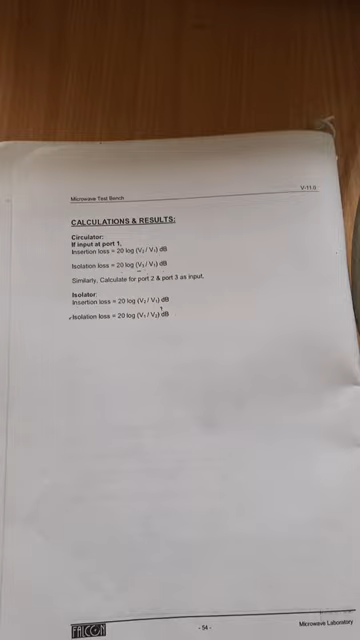 V-11.0
Microwave Test Bench
CALCULATIONS & RESULTS:
Circulator:
If input at port 1,
Insertion loss = 20 log (V₂ / V₁) dB
Isolation loss = 20 log (V₃ / V₁) dB
Similarly, Calculate for port 2 & port 3 as input,
Isolator:
Insertion loss = 20 log (V₂ / V₁) dB
Isolation loss = 20 log (V₁ / V₂) dB
FALCON
- 54 -
Microwave Laboratory